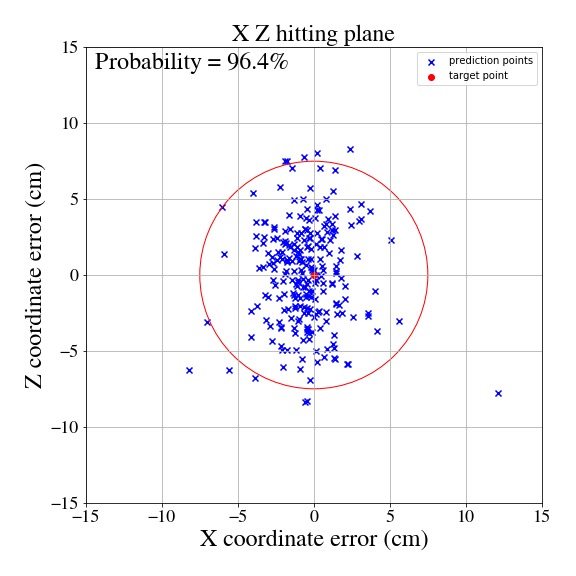 X Z hitting plane
Probability = 96.4%
prediction points
target point
15
10
5
0
−5
−10
−15
Z coordinate error (cm)
−15
−10
−5
0
5
10
15
X coordinate error (cm)